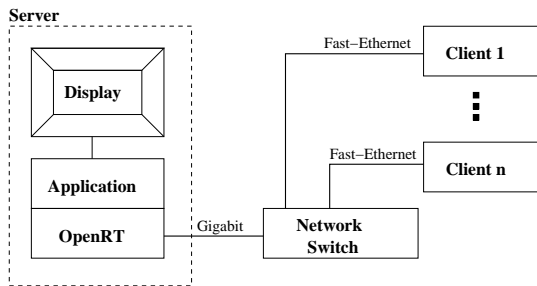 Server
Display
Application
OpenRT
Gigabit
Network
Switch
Fast−Ethernet
Client 1
Fast−Ethernet
Client n